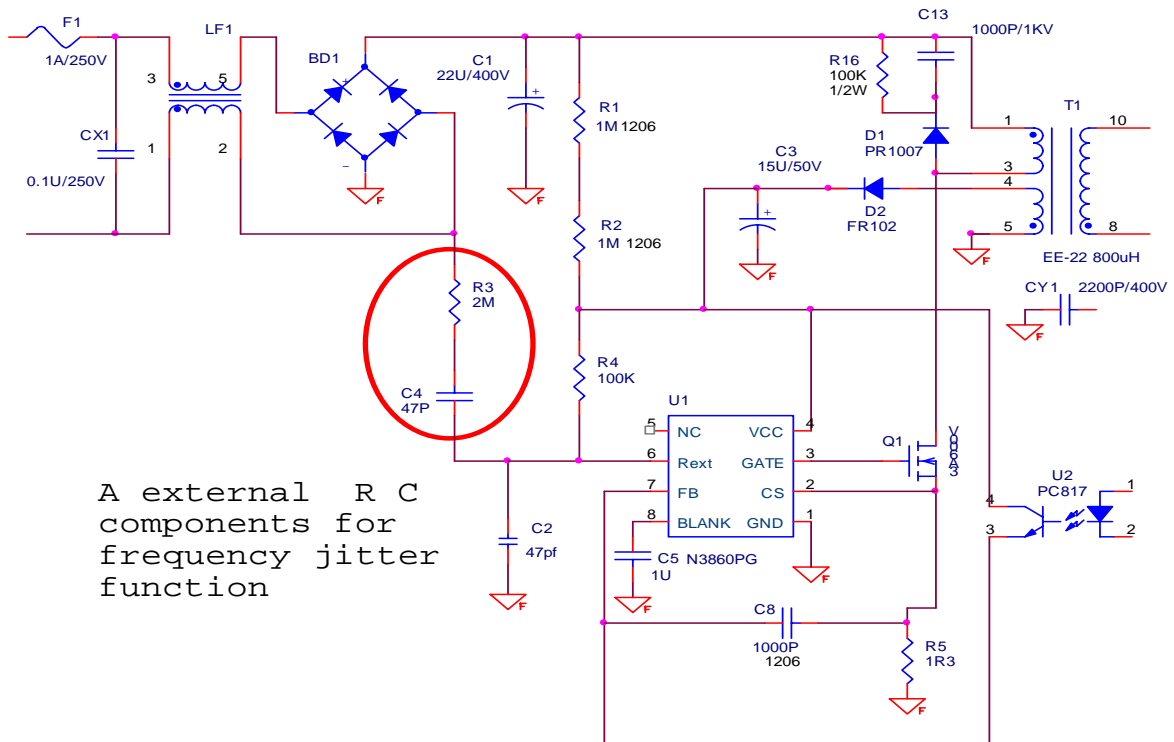 F1
1A/250V
LF1
3
5
1
2
CX1
0.1U/250V
BD1
+
−
F
C1
22U/400V
+
F
R1
1M 1206
R2
1M 1206
C13
1000P/1KV
R16
100K
1/2W
D1
PR1007
C3
15U/50V
+
F
D2
FR102
T1
1
3
4
5
10
8
F
EE-22 800uH
CY1
2200P/400V
F
R3
2M
C4
47P
R4
100K
U1
5
NC
VCC
4
6
Rext
GATE
3
7
FB
CS
2
8
BLANK
GND
1
N3860PG
F
Q1
U2
PC817
4
3
1
2
A external R C
components for
frequency jitter
function
C2
47pf
F
C5
1U
F
C8
1000P
1206
R5
1R3
F